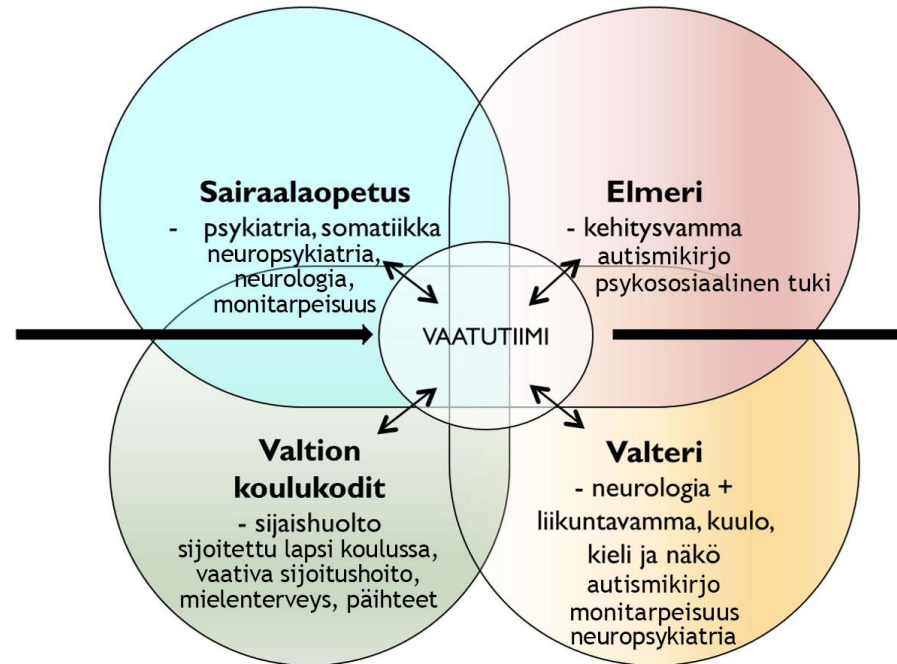 Sairaalaopetus
- psykiatria, somatiikka
neuropsykiatria,
neurologia,
monitarpeisuus
Elmeri
- kehitysvamma
autismikirjo
psykososiaalinen tuki
VAATUTIIMI
Valtion
koulukodit
- sijaishuolto
sijoitettu lapsi koulussa,
vaativa sijoitushoito,
mielenterveys, päihteet
Valteri
- neurologia +
liikuntavamma, kuulo,
kieli ja näkö
autismikirjo
monitarpeisuus
neuropsykiatria